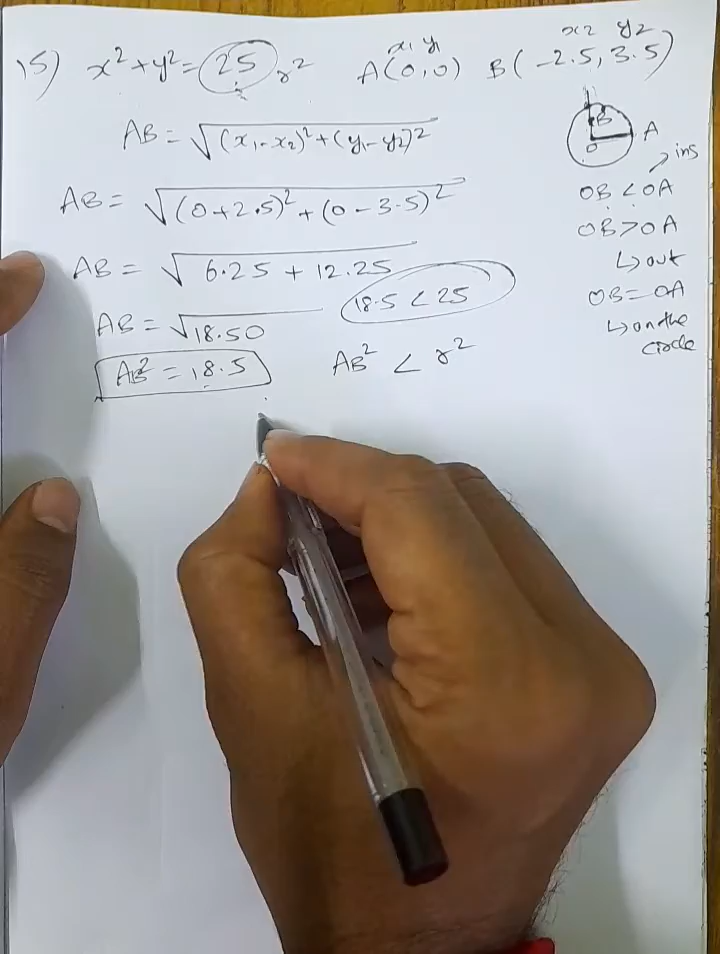 x2 y2
x1 y1
15) x²+y²=25 r² A(0,0) B(-2.5, 3.5)
AB = √(x₁-x₂)²+(y₁-y₂)²
B
O
A
ins
AB = √(0+2.5)²+(0-3.5)²
OB<OA
OB>OA
AB = √6.25 + 12.25
↳out
18.5<25
OB=OA
AB = √18.50
↳on the
circle
AB² = 18.5 AB² < r²